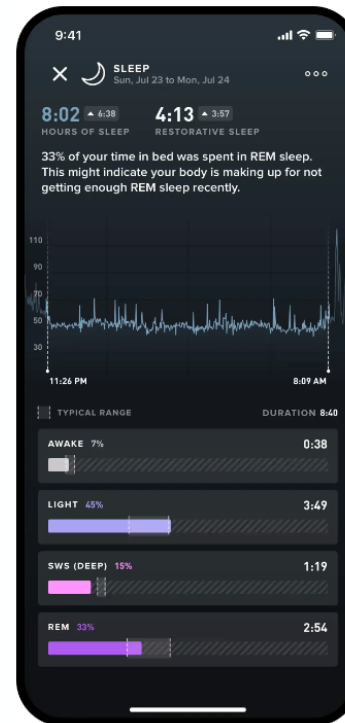 9:41
SLEEP
Sun, Jul 23 to Mon, Jul 24
8:02 ▲ 6:38
HOURS OF SLEEP
4:13 ▲ 3:57
RESTORATIVE SLEEP
33% of your time in bed was spent in REM sleep.
This might indicate your body is making up for not
getting enough REM sleep recently.
110
90
70
50
30
11:26 PM
8:09 AM
TYPICAL RANGE
DURATION 8:40
AWAKE 7% 0:38
LIGHT 45% 3:49
SWS (DEEP) 15% 1:19
REM 33% 2:54